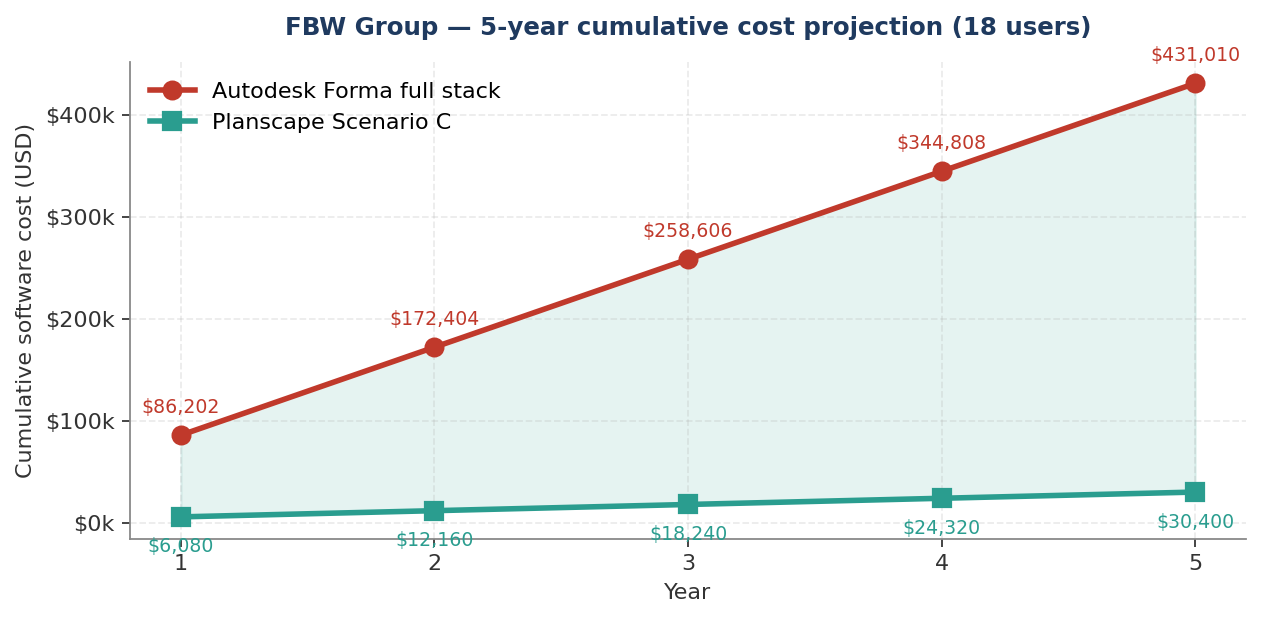 FBW Group — 5-year cumulative cost projection (18 users)
Autodesk Forma full stack
Planscape Scenario C
Cumulative software cost (USD)
$400k
$300k
$200k
$100k
$0k
$86,202
$172,404
$258,606
$344,808
$431,010
$6,080
$12,160
$18,240
$24,320
$30,400
1
2
3
4
5
Year